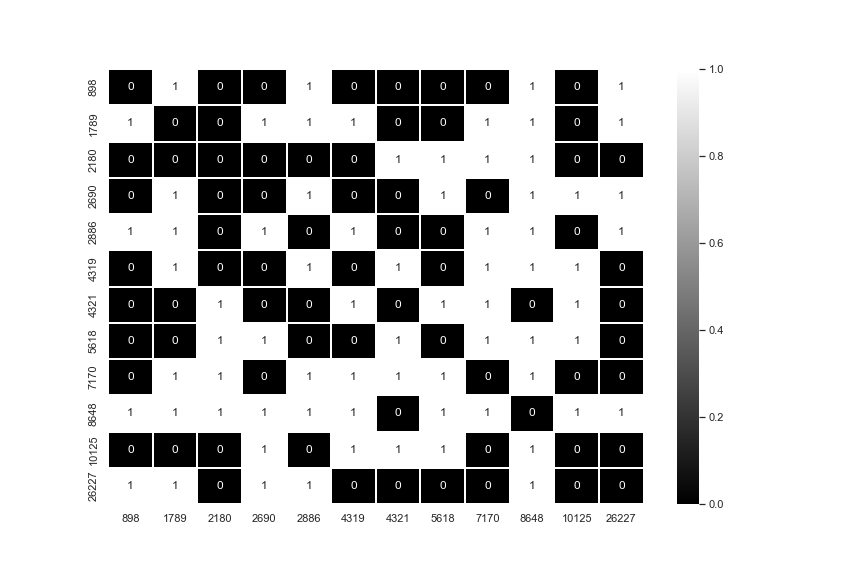 898 0 1 0 0 1 0 0 0 0 1 0 1
1789 1 0 0 1 1 1 0 0 1 1 0 1
2180 0 0 0 0 0 0 1 1 1 1 0 0
2690 0 1 0 0 1 0 0 1 0 1 1 1
2886 1 1 0 1 0 1 0 0 1 1 0 1
4319 0 1 0 0 1 0 1 0 1 1 1 0
4321 0 0 1 0 0 1 0 1 1 0 1 0
5618 0 0 1 1 0 0 1 0 1 1 1 0
7170 0 1 1 0 1 1 1 1 0 1 0 0
8648 1 1 1 1 1 1 0 1 1 0 1 1
10125 0 0 0 1 0 1 1 1 0 1 0 0
26227 1 1 0 1 1 0 0 0 0 1 0 0
898 1789 2180 2690 2886 4319 4321 5618 7170 8648 10125 26227
1.0
0.8
0.6
0.4
0.2
0.0